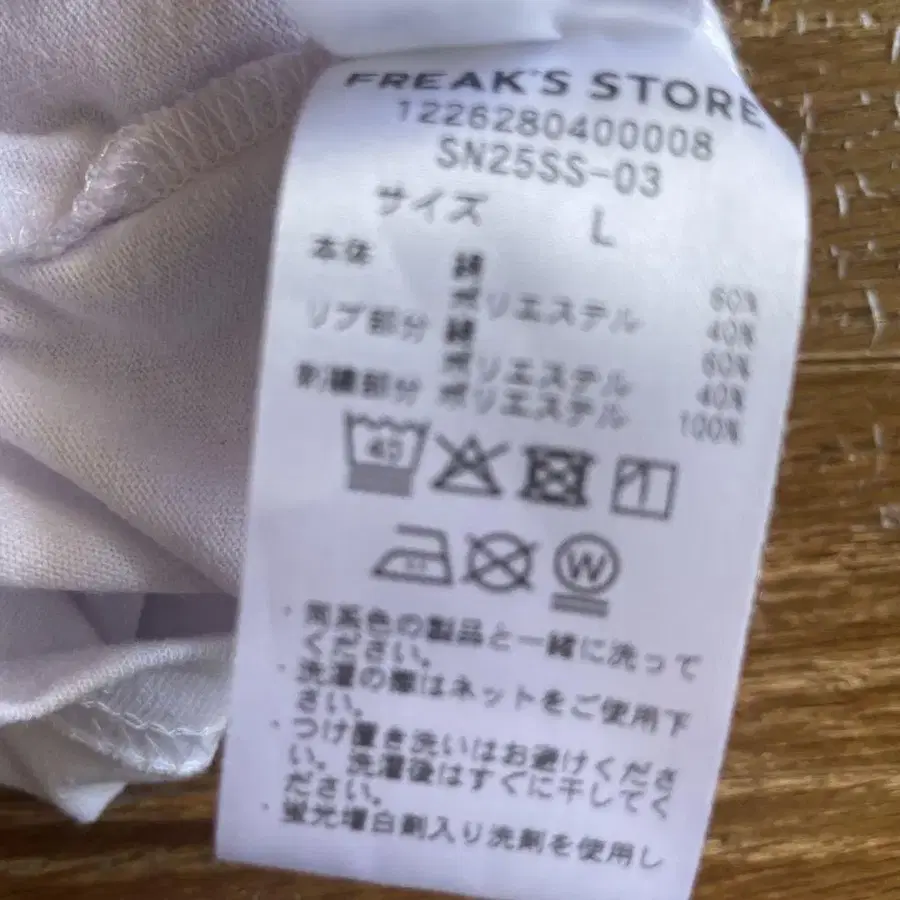 FREAK'S STORE
1226280400008
SN25SS-03
サイズ L
本体 綿 60%
ポリエステル 40%
リブ部分 綿 60%
ポリエステル 40%
刺繍部分 ポリエステル 100%
40
W
・同系色の製品と一緒に洗って
ください。
・洗濯の際はネットをご使用下
さい。
・つけ置き洗いはお避けくださ
い。洗濯後はすぐに干してく
ださい。
・蛍光増白剤入り洗剤を使用し